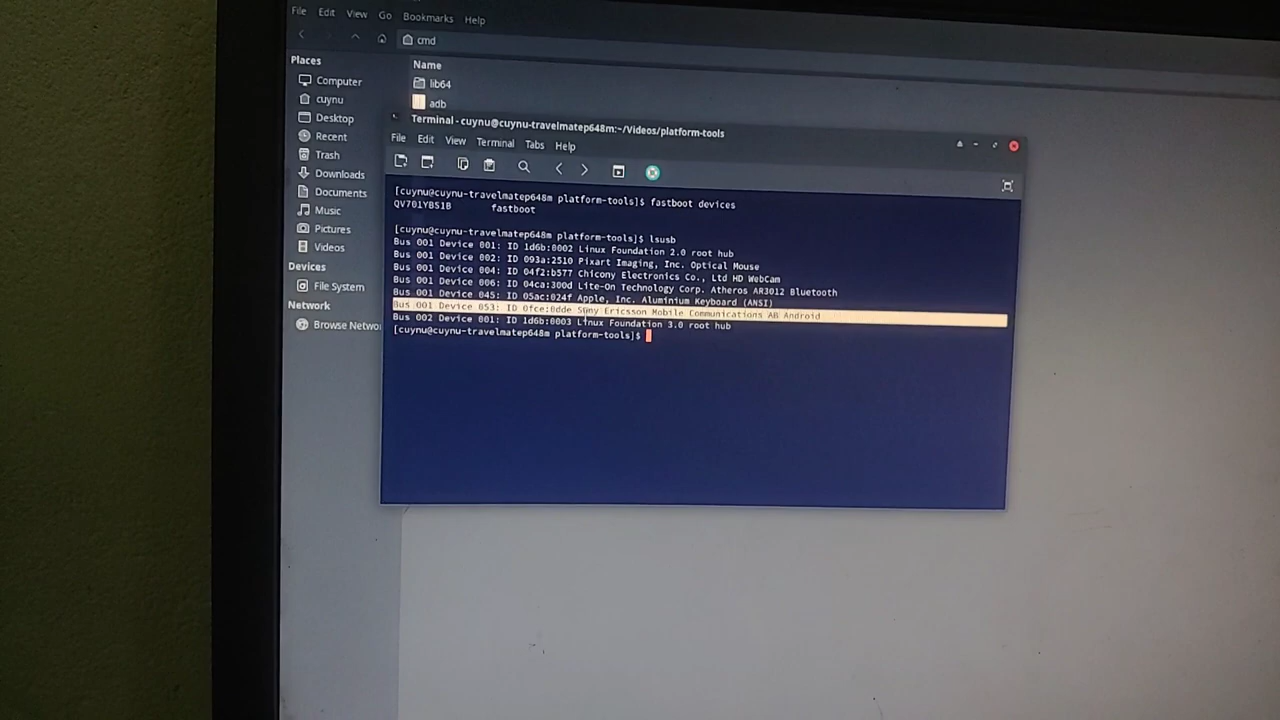 File Edit View Go Bookmarks Help
cmd
Places
Computer
cuynu
Desktop
Recent
Trash
Downloads
Documents
Music
Pictures
Videos
Devices
File System
Network
Browse Netwo
Name
lib64
adb
Terminal - cuynu@cuynu-travelmatep648m:~/Videos/platform-tools
File Edit View Terminal Tabs Help
[cuynu@cuynu-travelmatep648m platform-tools]$ fastboot devices
QV701YBS1B fastboot
[cuynu@cuynu-travelmatep648m platform-tools]$ lsusb
Bus 001 Device 001: ID 1d6b:0002 Linux Foundation 2.0 root hub
Bus 001 Device 002: ID 093a:2510 Pixart Imaging, Inc. Optical Mouse
Bus 001 Device 004: ID 04f2:b577 Chicony Electronics Co., Ltd HD WebCam
Bus 001 Device 006: ID 04ca:300d Lite-On Technology Corp. Atheros AR3012 Bluetooth
Bus 001 Device 045: ID 05ac:024f Apple, Inc. Aluminium Keyboard (ANSI)
Bus 001 Device 053: ID 0fce:0dde Sony Ericsson Mobile Communications AB Android
Bus 002 Device 001: ID 1d6b:0003 Linux Foundation 3.0 root hub
[cuynu@cuynu-travelmatep648m platform-tools]$